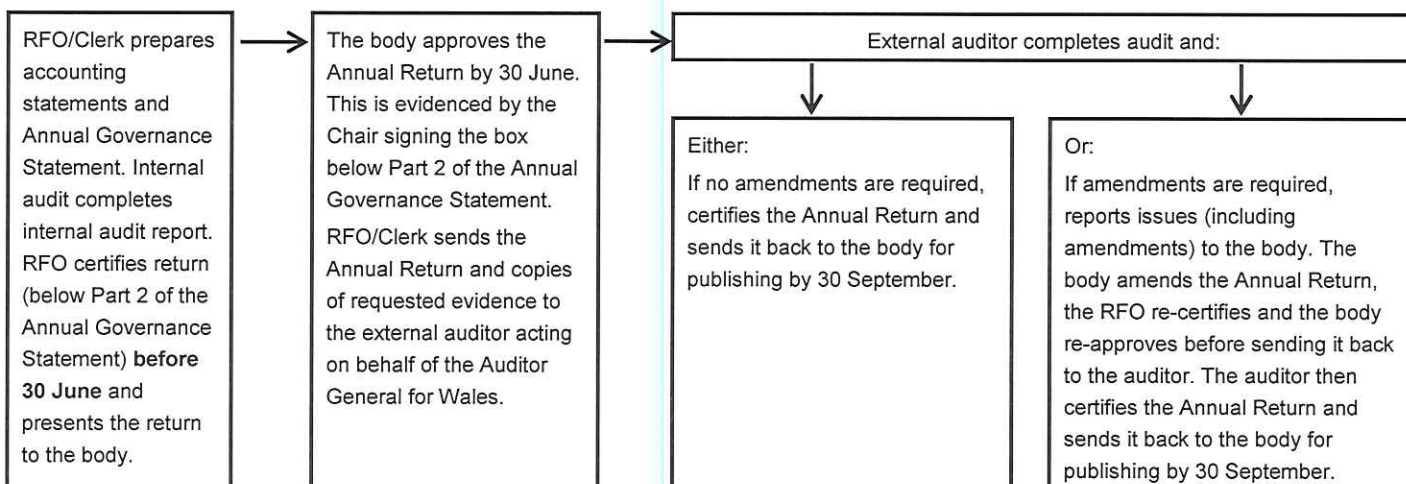 RFO/Clerk prepares
accounting
statements and
Annual Governance
Statement. Internal
audit completes
internal audit report.
RFO certifies return
(below Part 2 of the
Annual Governance
Statement) before
30 June and
presents the return
to the body.
The body approves the
Annual Return by 30 June.
This is evidenced by the
Chair signing the box
below Part 2 of the Annual
Governance Statement.
RFO/Clerk sends the
Annual Return and copies
of requested evidence to
the external auditor acting
on behalf of the Auditor
General for Wales.
External auditor completes audit and:
Either:
If no amendments are required,
certifies the Annual Return and
sends it back to the body for
publishing by 30 September.
Or:
If amendments are required,
reports issues (including
amendments) to the body. The
body amends the Annual Return,
the RFO re-certifies and the body
re-approves before sending it back
to the auditor. The auditor then
certifies the Annual Return and
sends it back to the body for
publishing by 30 September.